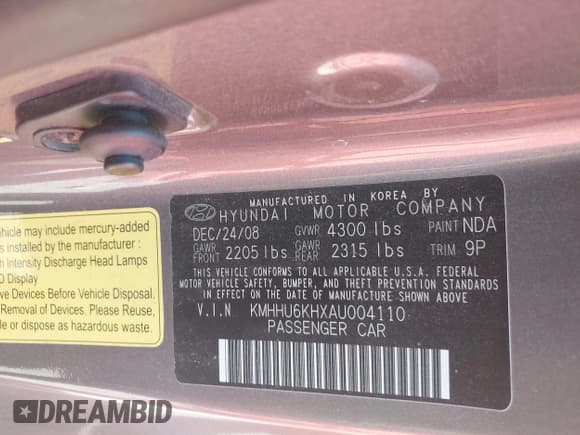 MANUFACTURED IN KOREA BY
HYUNDAI MOTOR COMPANY
DEC/24/08 GVWR 4300 lbs PAINT NDA
GAWR FRONT 2205 lbs GAWR REAR 2315 lbs TRIM 9P
THIS VEHICLE CONFORMS TO ALL APPLICABLE U.S.A. FEDERAL
MOTOR VEHICLE SAFETY, BUMPER, AND THEFT PREVENTION STANDARDS
IN EFFECT ON THE DATE OF MANUFACTURE SHOWN ABOVE
V.I.N KMHHU6KHXAU004110
PASSENGER CAR
vehicle may include mercury-added
s installed by the manufacturer :
h Intensity Discharge Head Lamps
D Display
ve Devices Before Vehicle Disposal.
Removal of Devices. Please Reuse,
se as hazardous waste.
DREAMBID